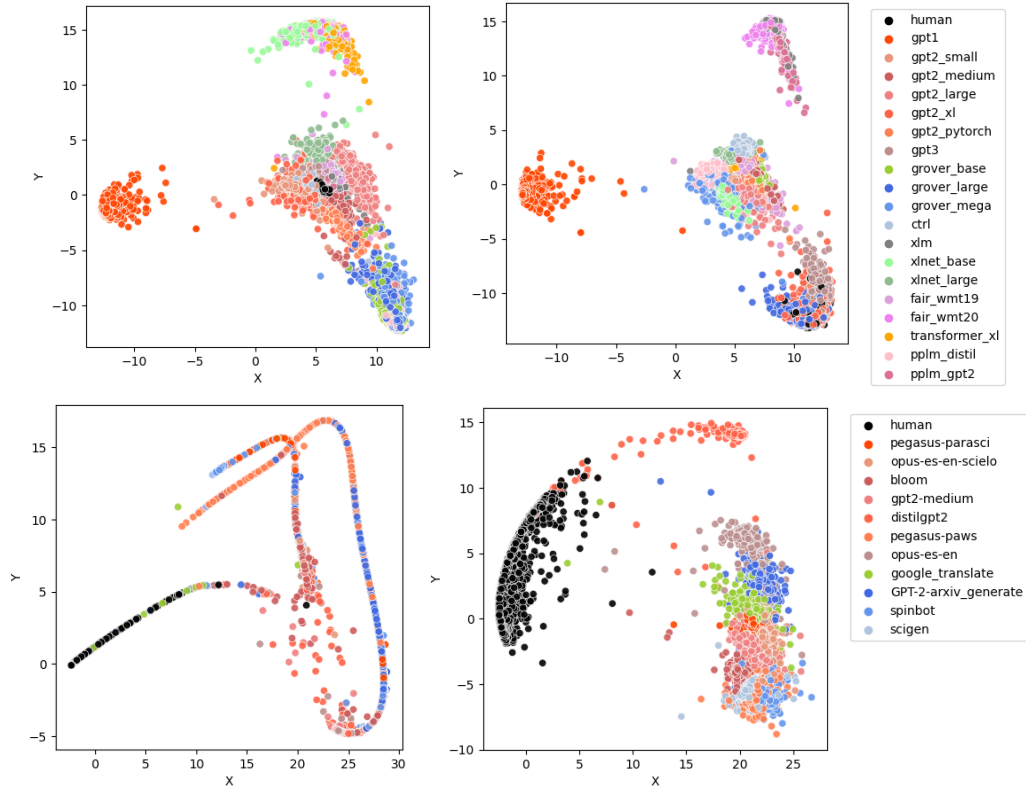 15
10
5
0
−5
−10
−10
−5
0
5
10
Y
X
15
10
5
0
−5
−10
−10
−5
0
5
10
Y
X
human
gpt1
gpt2_small
gpt2_medium
gpt2_large
gpt2_xl
gpt2_pytorch
gpt3
grover_base
grover_large
grover_mega
ctrl
xlm
xlnet_base
xlnet_large
fair_wmt19
fair_wmt20
transformer_xl
pplm_distil
pplm_gpt2
15
10
5
0
−5
0
5
10
15
20
25
30
Y
X
15
10
5
0
−5
−10
0
5
10
15
20
25
Y
X
human
pegasus-parasci
opus-es-en-scielo
bloom
gpt2-medium
distilgpt2
pegasus-paws
opus-es-en
google_translate
GPT-2-arxiv_generate
spinbot
scigen